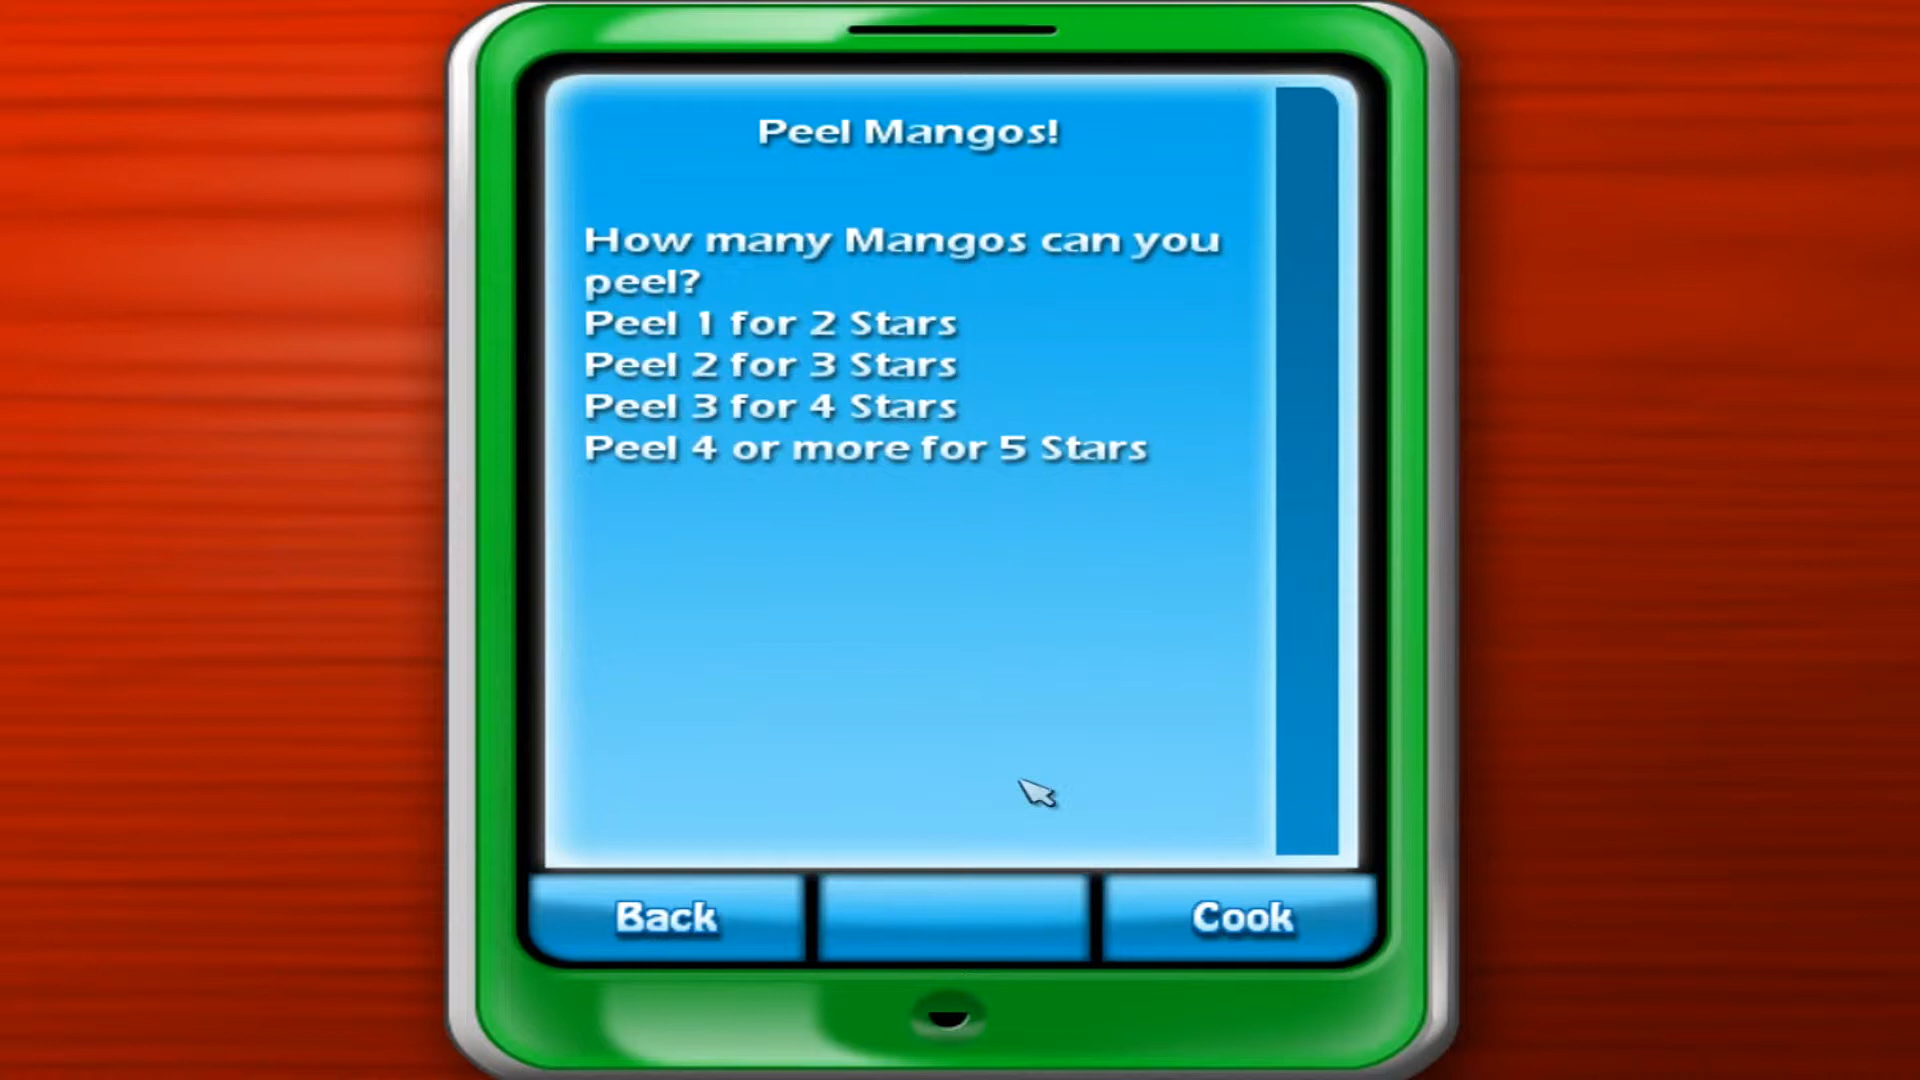 Peel Mangos!
How many Mangos can you
peel?
Peel 1 for 2 Stars
Peel 2 for 3 Stars
Peel 3 for 4 Stars
Peel 4 or more for 5 Stars
Back
Cook